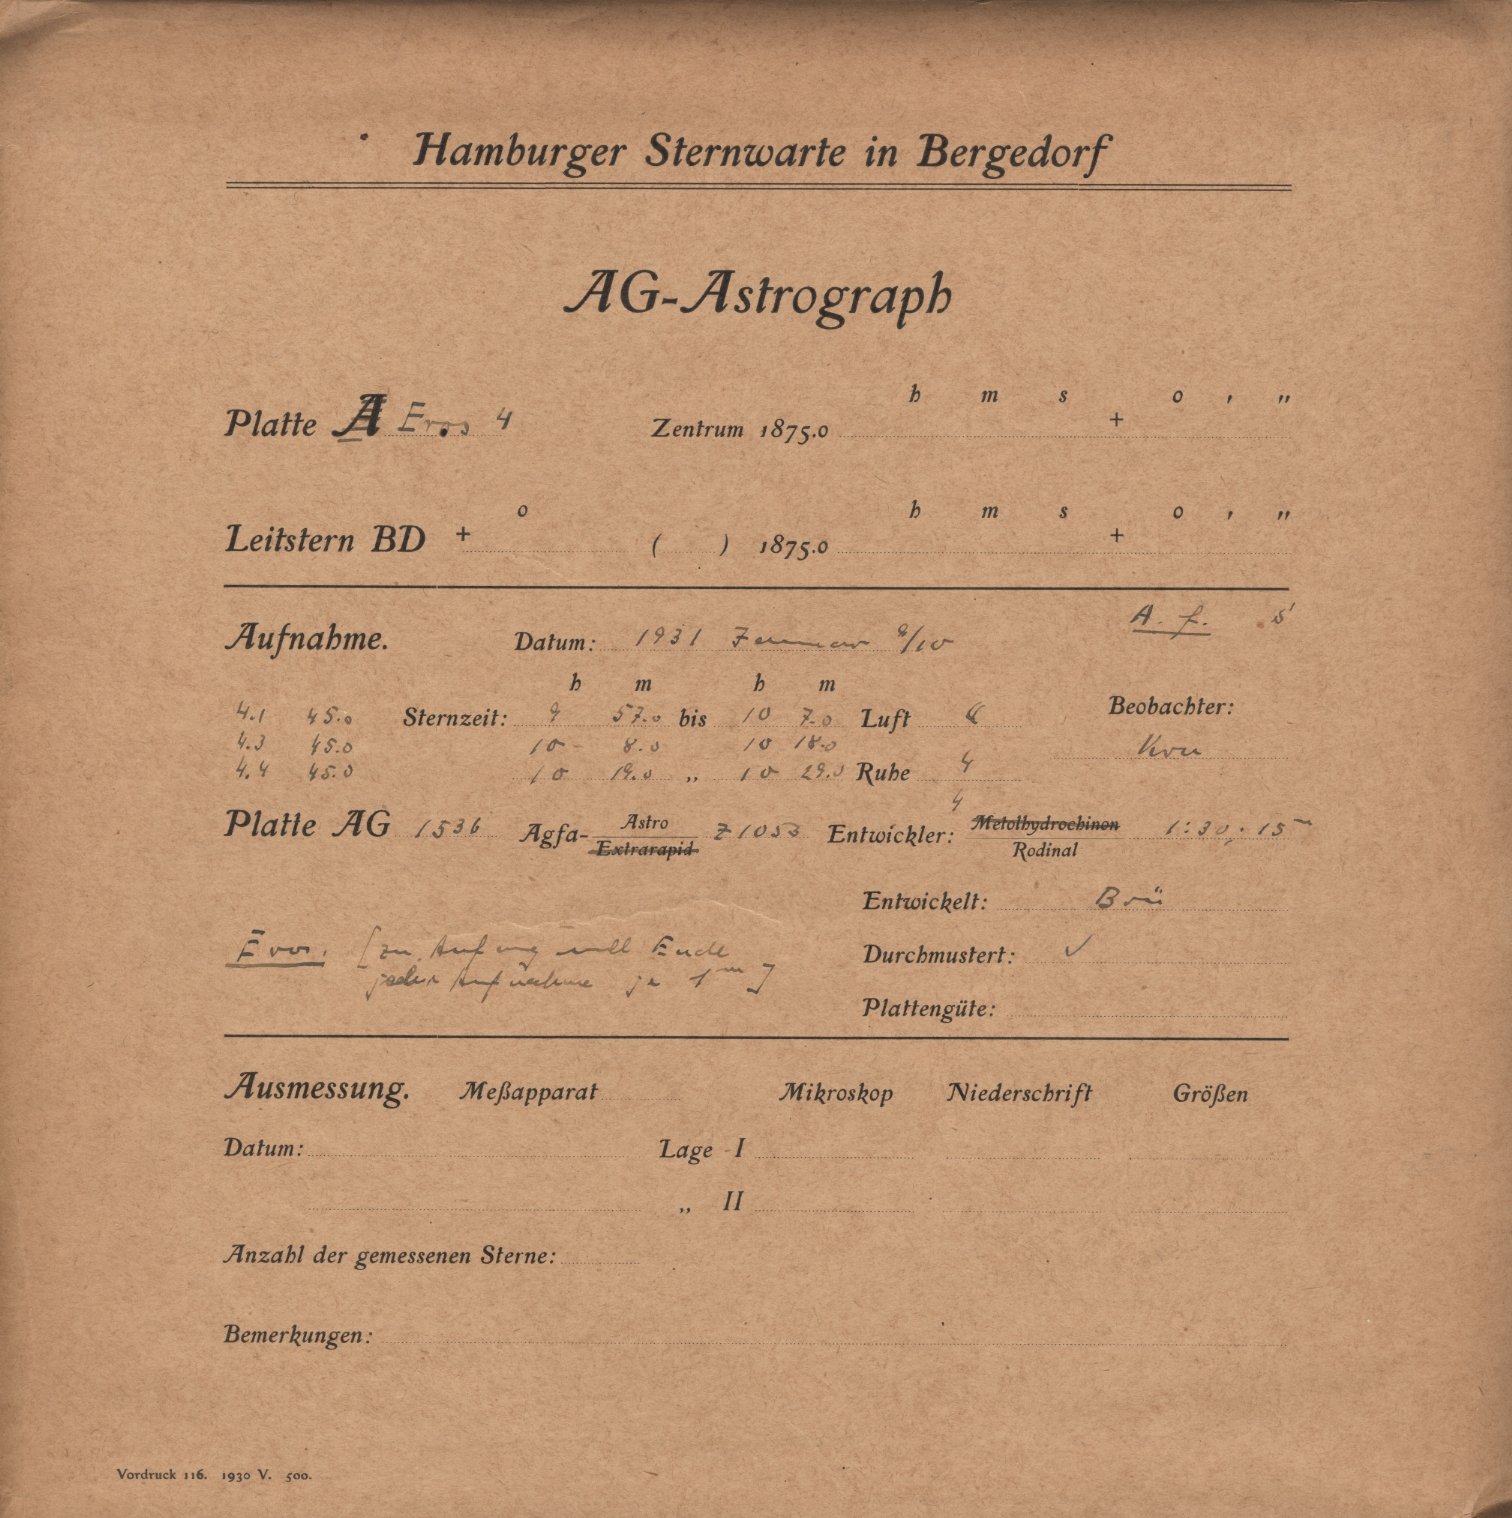 Hamburger Sternwarte in Bergedorf
AG-Astrograph
h m s o ' "
Platte A Eros 4 Zentrum 1875.0 +
o h m s o ' "
Leitstern BD + ( ) 1875.0 +
A. f. 5'
Aufnahme. Datum: 1931 Januar 9/10
h m h m
4.1 45.0 Sternzeit: 9 57.0 bis 10 7.0 Luft 4 Beobachter:
4.3 45.0 10 8.0 10 18.0
4.4 45.0 10 19.0 " 10 29.0 Ruhe 4
Platte AG 1536 Agfa- Astro Extrarapid Z1053 Entwickler: Metolhydrochinon Rodinal 1:30, 15m
Entwickelt: Brü
Eros. [zu Anfang und Ende Durchmustert: ✓
jeder Aufnahme je 1m]
Plattengüte:
Ausmessung. Meßapparat Mikroskop Niederschrift Größen
Datum: Lage I
" II
Anzahl der gemessenen Sterne:
Bemerkungen:
Vordruck 116. 1930 V. 500.